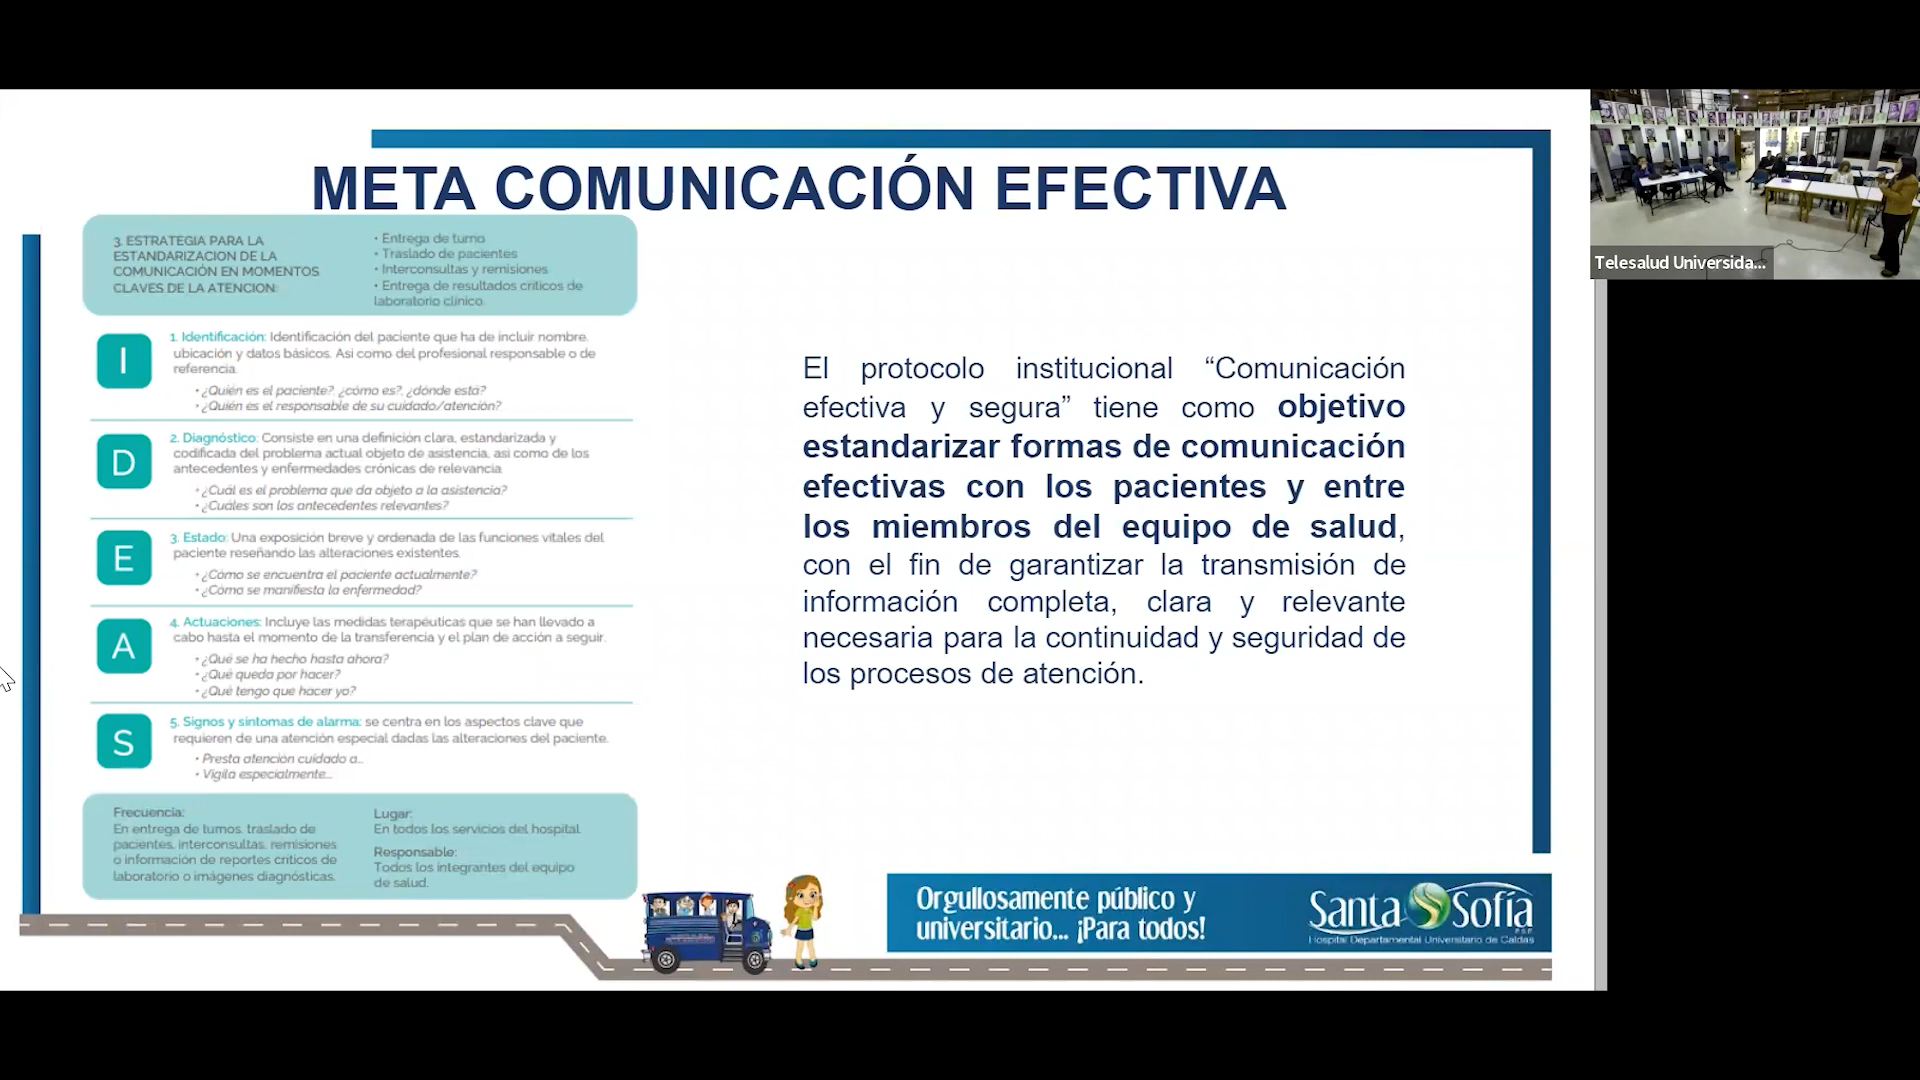 META COMUNICACIÓN EFECTIVA
3. ESTRATEGIA PARA LA
ESTANDARIZACION DE LA
COMUNICACIÓN EN MOMENTOS
CLAVES DE LA ATENCION:
• Entrega de turno
• Traslado de pacientes
• Interconsultas y remisiones
• Entrega de resultados críticos de
laboratorio clínico
I
1. Identificación: Identificación del paciente que ha de incluir nombre,
ubicación y datos básicos. Asi como del profesional responsable o de
referencia.
• ¿Quién es el paciente?, ¿cómo es?, ¿dónde está?
• ¿Quién es el responsable de su cuidado/atención?
D
2. Diagnóstico: Consiste en una definición clara, estandarizada y
codificada del problema actual objeto de asistencia, asi como de los
antecedentes y enfermedades crónicas de relevancia
• ¿Cuál es el problema que da objeto a la asistencia?
• ¿Cuáles son los antecedentes relevantes?
E
3. Estado: Una exposición breve y ordenada de las funciones vitales del
paciente reseñando las alteraciones existentes.
• ¿Cómo se encuentra el paciente actualmente?
• ¿Cómo se manifiesta la enfermedad?
A
4. Actuaciones: Incluye las medidas terapéuticas que se han llevado a
cabo hasta el momento de la transferencia y el plan de acción a seguir.
• ¿Qué se ha hecho hasta ahora?
• ¿Qué queda por hacer?
• ¿Qué tengo que hacer yo?
S
5. Signos y síntomas de alarma: se centra en los aspectos clave que
requieren de una atención especial dadas las alteraciones del paciente.
• Presta atención cuidado a...
• Vigila especialmente...
Frecuencia:
En entrega de turnos, traslado de
pacientes, interconsultas, remisiones
o información de reportes críticos de
laboratorio o imágenes diagnósticas.
Lugar:
En todos los servicios del hospital
Responsable:
Todos los integrantes del equipo
de salud.
El protocolo institucional “Comunicación
efectiva y segura” tiene como objetivo
estandarizar formas de comunicación
efectivas con los pacientes y entre
los miembros del equipo de salud,
con el fin de garantizar la transmisión de
información completa, clara y relevante
necesaria para la continuidad y seguridad de
los procesos de atención.
Orgullosamente público y
universitario... ¡Para todos!
Santa Sofía
E.S.E.
Hospital Departamental Universitario de Caldas
Telesalud Universida...